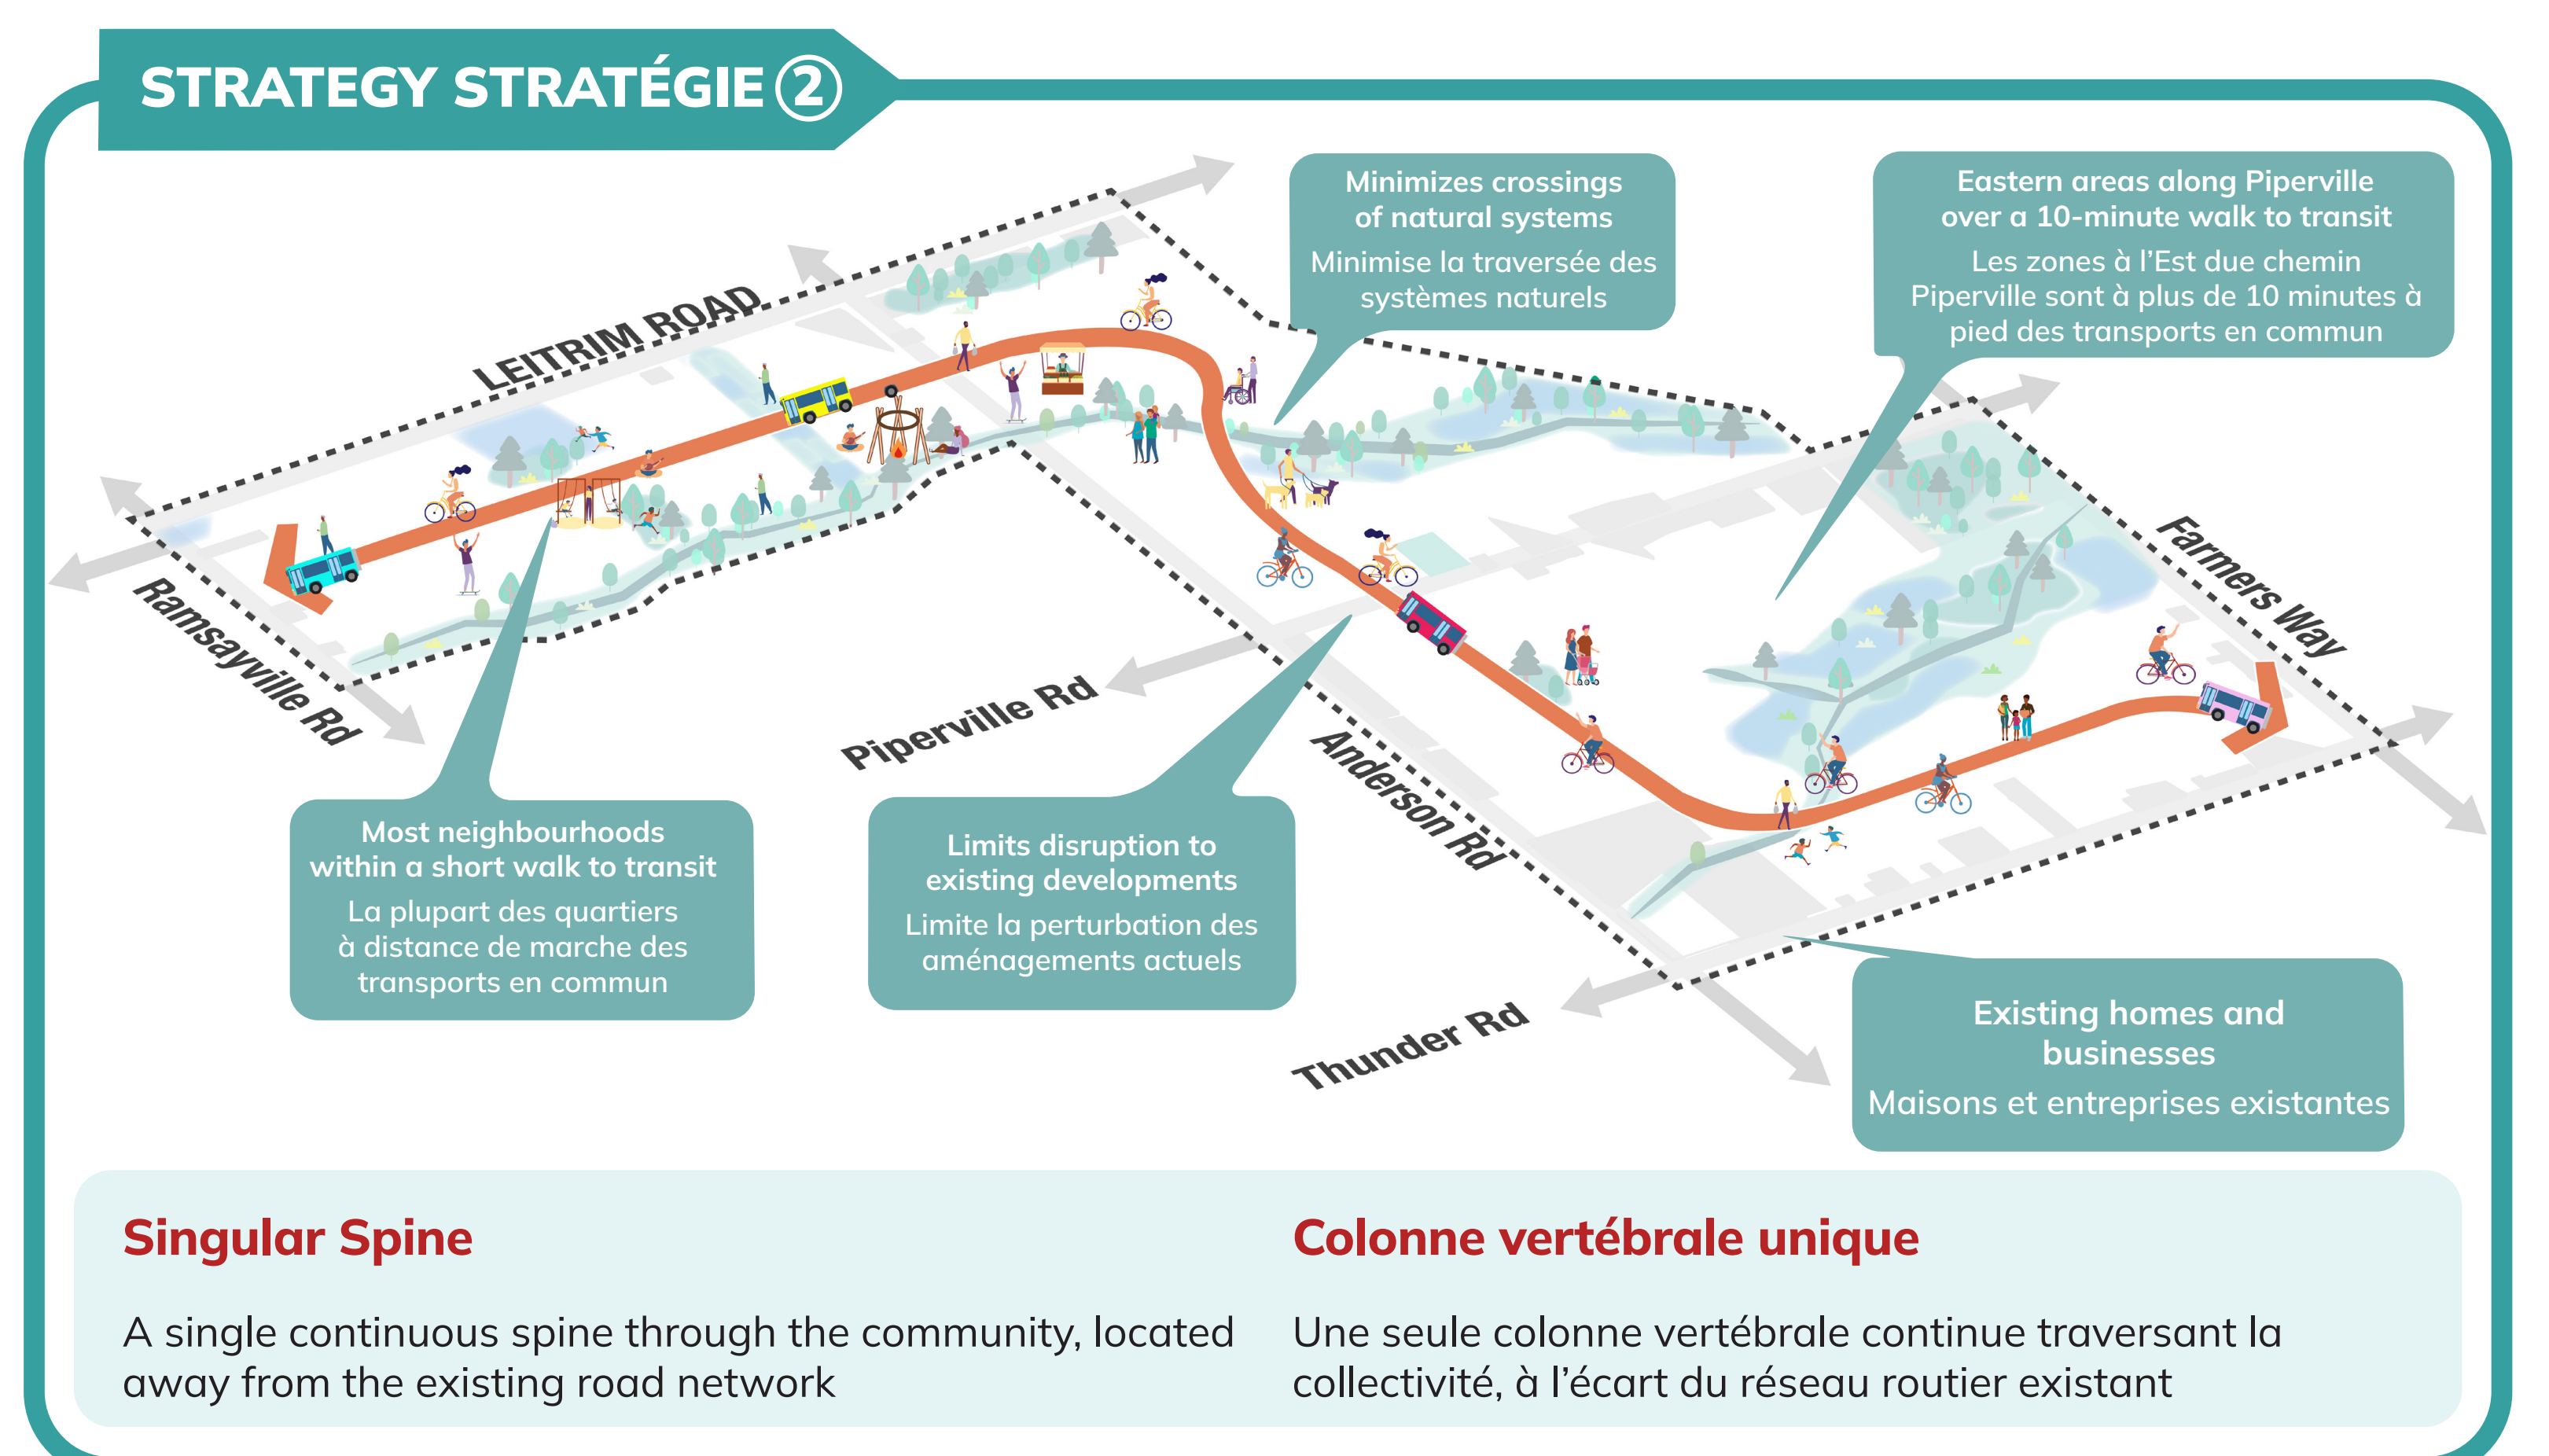 STRATEGY STRATÉGIE 2
Minimizes crossings
of natural systems
Minimise la traversée des
systèmes naturels
Eastern areas along Piperville
over a 10-minute walk to transit
Les zones à l'Est due chemin
Piperville sont à plus de 10 minutes à
pied des transports en commun
LEITRIM ROAD
Ramsayville Rd
Piperville Rd
Anderson Rd
Farmers Way
Thunder Rd
Most neighbourhoods
within a short walk to transit
La plupart des quartiers
à distance de marche des
transports en commun
Limits disruption to
existing developments
Limite la perturbation des
aménagements actuels
Existing homes and
businesses
Maisons et entreprises existantes
Singular Spine
A single continuous spine through the community, located
away from the existing road network
Colonne vertébrale unique
Une seule colonne vertébrale continue traversant la
collectivité, à l'écart du réseau routier existant